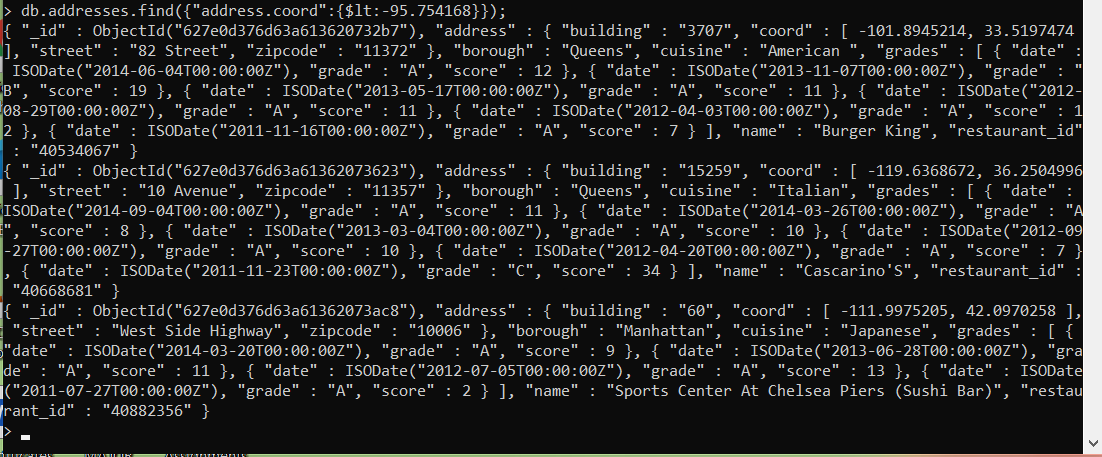 > db.addresses.find({"address.coord":{$lt:-95.754168}});
{ "_id" : ObjectId("627e0d376d63a613620732b7"), "address" : { "building" : "3707", "coord" : [ -101.8945214, 33.5197474
], "street" : "82 Street", "zipcode" : "11372" }, "borough" : "Queens", "cuisine" : "American ", "grades" : [ { "date" :
 ISODate("2014-06-04T00:00:00Z"), "grade" : "A", "score" : 12 }, { "date" : ISODate("2013-11-07T00:00:00Z"), "grade" : "
B", "score" : 19 }, { "date" : ISODate("2013-05-17T00:00:00Z"), "grade" : "A", "score" : 11 }, { "date" : ISODate("2012-
08-29T00:00:00Z"), "grade" : "A", "score" : 11 }, { "date" : ISODate("2012-04-03T00:00:00Z"), "grade" : "A", "score" : 1
2 }, { "date" : ISODate("2011-11-16T00:00:00Z"), "grade" : "A", "score" : 7 } ], "name" : "Burger King", "restaurant_id"
 : "40534067" }
{ "_id" : ObjectId("627e0d376d63a61362073623"), "address" : { "building" : "15259", "coord" : [ -119.6368672, 36.2504996
 ], "street" : "10 Avenue", "zipcode" : "11357" }, "borough" : "Queens", "cuisine" : "Italian", "grades" : [ { "date" :
ISODate("2014-09-04T00:00:00Z"), "grade" : "A", "score" : 11 }, { "date" : ISODate("2014-03-26T00:00:00Z"), "grade" : "A
", "score" : 8 }, { "date" : ISODate("2013-03-04T00:00:00Z"), "grade" : "A", "score" : 10 }, { "date" : ISODate("2012-09
-27T00:00:00Z"), "grade" : "A", "score" : 10 }, { "date" : ISODate("2012-04-20T00:00:00Z"), "grade" : "A", "score" : 7 }
, { "date" : ISODate("2011-11-23T00:00:00Z"), "grade" : "C", "score" : 34 } ], "name" : "Cascarino'S", "restaurant_id" :
 "40668681" }
{ "_id" : ObjectId("627e0d376d63a61362073ac8"), "address" : { "building" : "60", "coord" : [ -111.9975205, 42.0970258 ],
 "street" : "West Side Highway", "zipcode" : "10006" }, "borough" : "Manhattan", "cuisine" : "Japanese", "grades" : [ {
"date" : ISODate("2014-03-20T00:00:00Z"), "grade" : "A", "score" : 9 }, { "date" : ISODate("2013-06-28T00:00:00Z"), "gra
de" : "A", "score" : 11 }, { "date" : ISODate("2012-07-05T00:00:00Z"), "grade" : "A", "score" : 13 }, { "date" : ISODate
("2011-07-27T00:00:00Z"), "grade" : "A", "score" : 2 } ], "name" : "Sports Center At Chelsea Piers (Sushi Bar)", "restau
rant_id" : "40882356" }
>